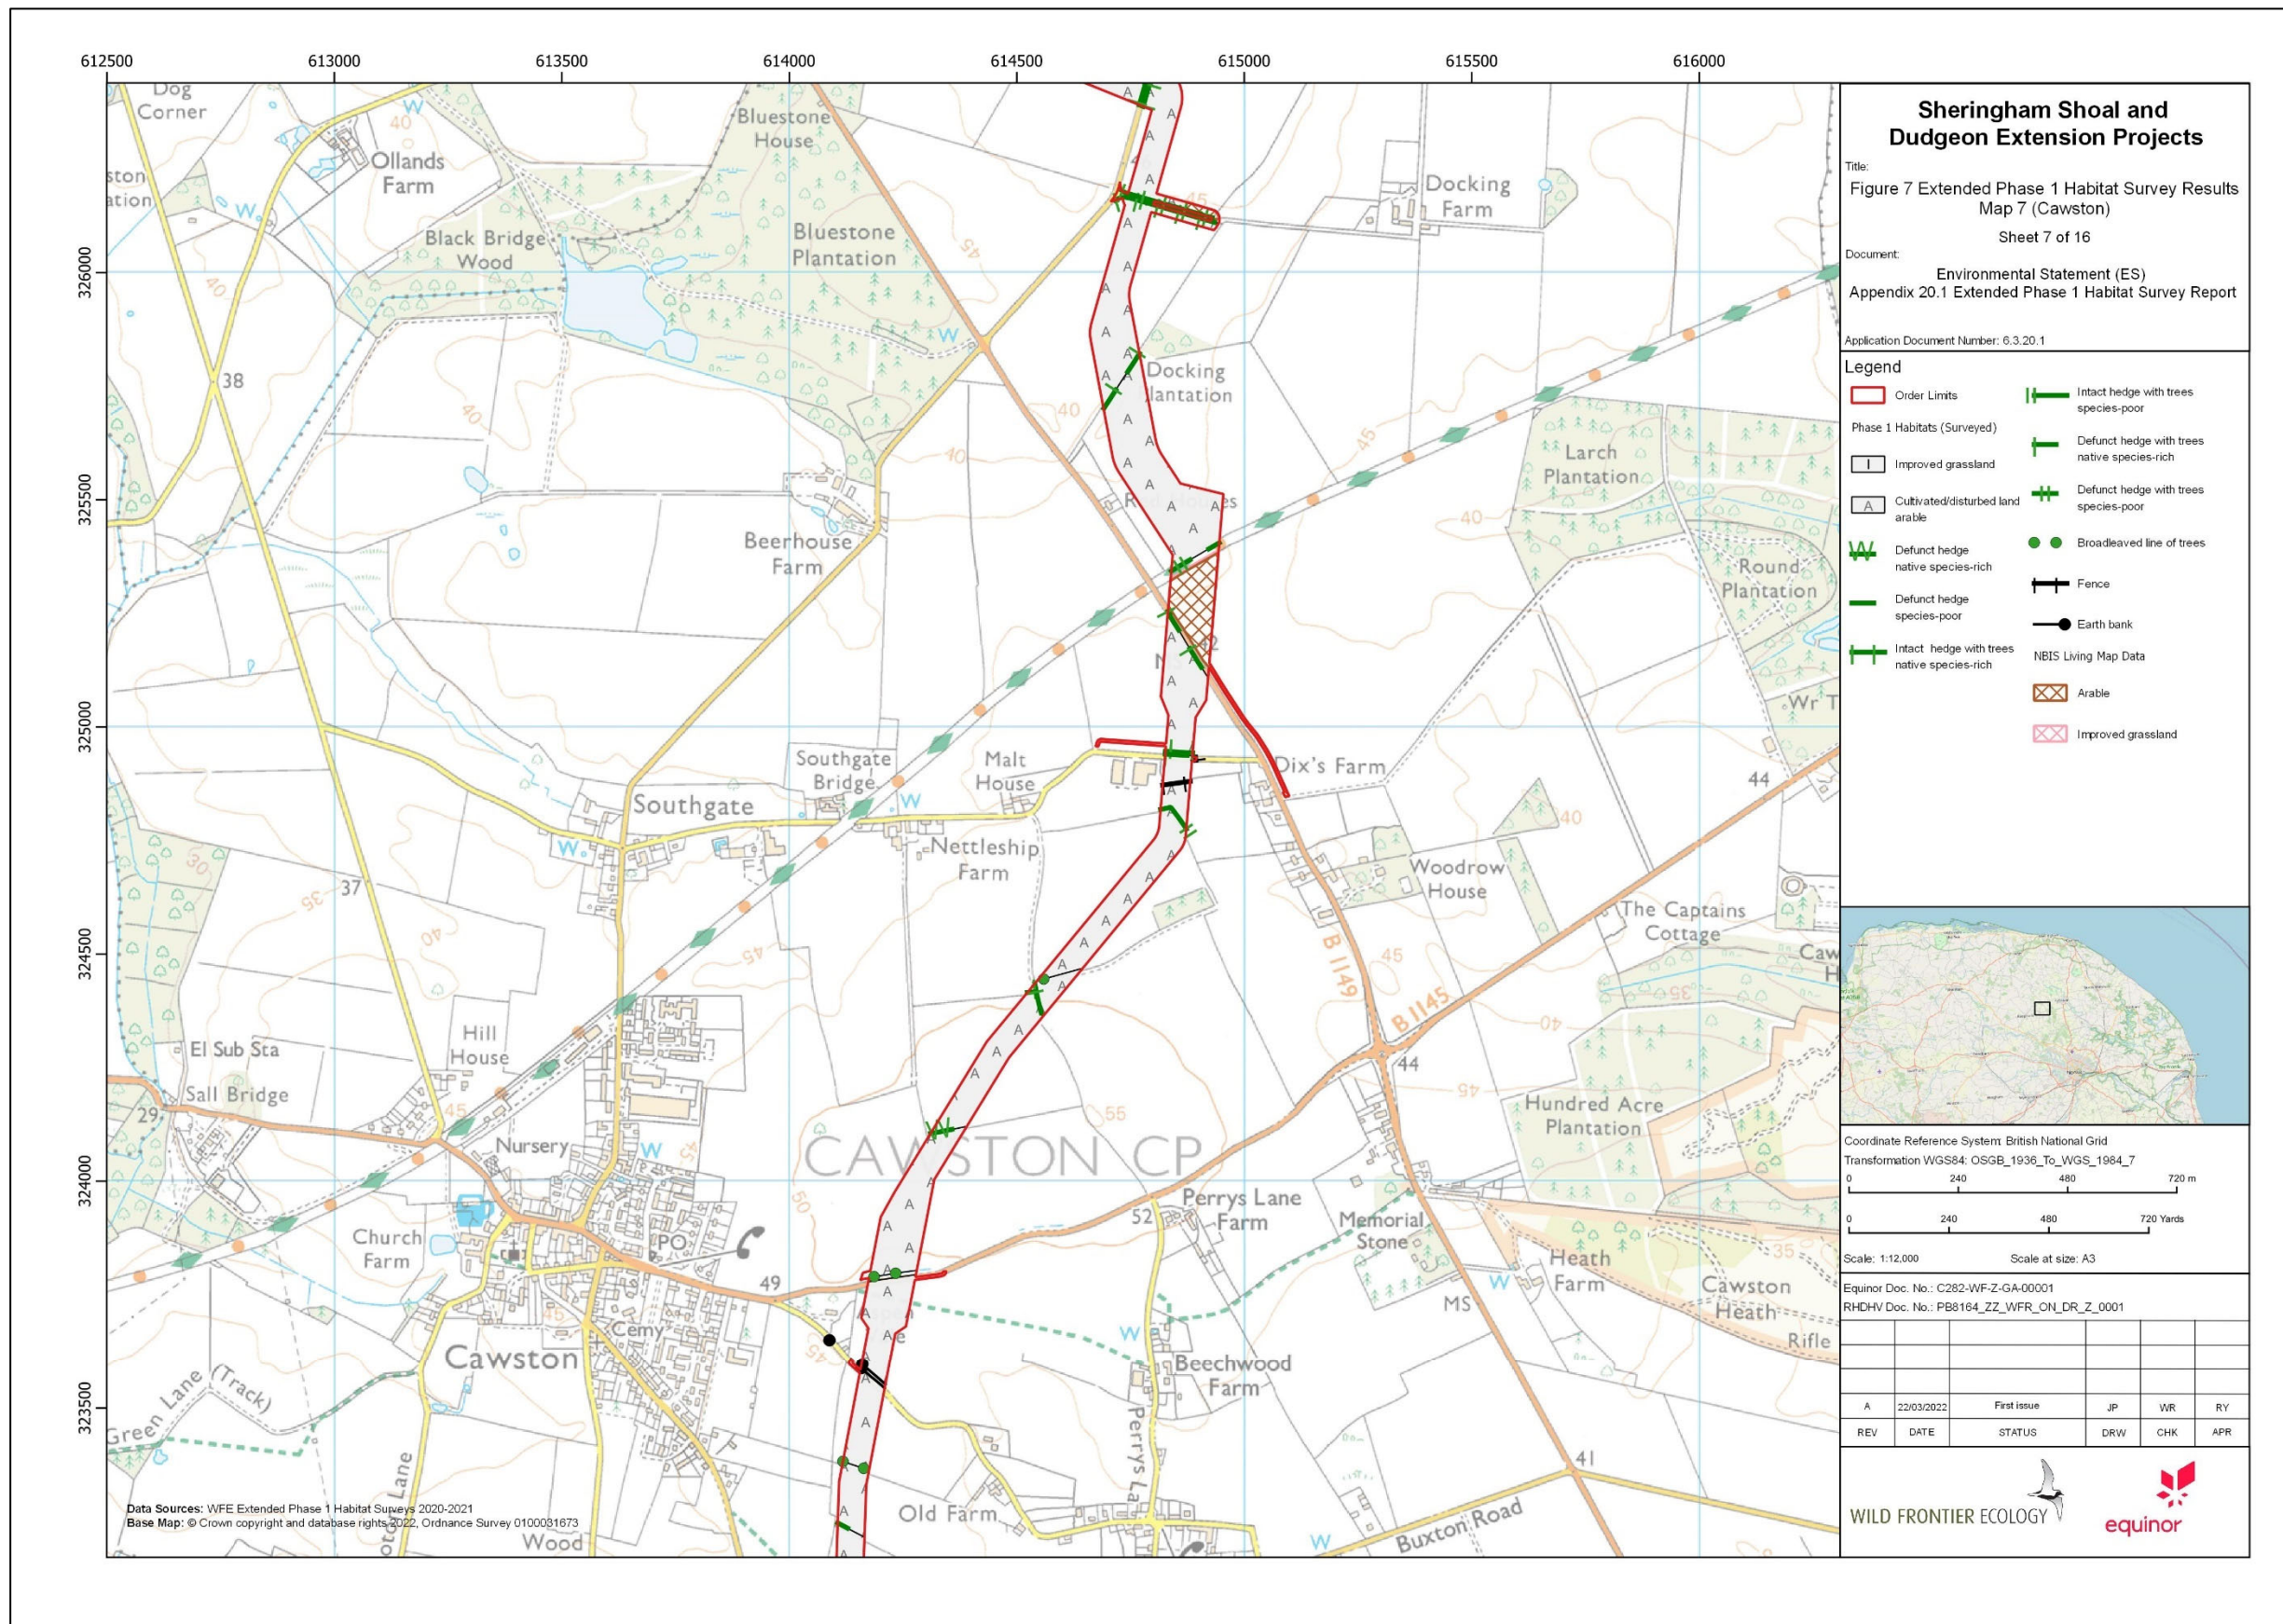 612500 613000 613500 614000 614500 615000 615500 616000
326000
325500
325000
324500
324000
323500
Dog
Corner
Ollands
Farm
Bluestone
House
Black Bridge
Wood
Bluestone
Plantation
Docking
Farm
Docking
Red Houses
Larch
Plantation
Round
Plantation
Beerhouse
Farm
Southgate
Southgate
Bridge
Malt
House
Dix's Farm
Nettleship
Farm
Woodrow
House
The Captains
Cottage
El Sub Sta
Sall Bridge
Hill
House
Nursery
Church
Farm
PO
Cemy
Cawston
CAWSTON CP
B 1149
B 1145
Perrys Lane
Farm
Memorial
Stone
MS
Hundred Acre
Plantation
Heath
Farm
Cawston
Heath
Rifle
Beechwood
Farm
Perrys La
Old Farm
Buxton Road
Green Lane (Track)
Wood
38
37
29
49
52
44
44
41
Data Sources: WFE Extended Phase 1 Habitat Surveys 2020-2021
Base Map: © Crown copyright and database rights 2022, Ordnance Survey 0100031673
Sheringham Shoal and
Dudgeon Extension Projects
Title:
Figure 7 Extended Phase 1 Habitat Survey Results
Map 7 (Cawston)
Sheet 7 of 16
Document:
Environmental Statement (ES)
Appendix 20.1 Extended Phase 1 Habitat Survey Report
Application Document Number: 6.3.20.1
Legend
Order Limits
Phase 1 Habitats (Surveyed)
I Improved grassland
A Cultivated/disturbed land
arable
Defunct hedge
native species-rich
Defunct hedge
species-poor
Intact hedge with trees
native species-rich
Intact hedge with trees
species-poor
Defunct hedge with trees
native species-rich
Defunct hedge with trees
species-poor
Broadleaved line of trees
Fence
Earth bank
NBIS Living Map Data
Arable
Improved grassland
Coordinate Reference System: British National Grid
Transformation WGS84: OSGB_1936_To_WGS_1984_7
0 240 480 720 m
0 240 480 720 Yards
Scale: 1:12,000 Scale at size: A3
Equinor Doc. No.: C282-WF-Z-GA-00001
RHDHV Doc. No.: PB8164_ZZ_WFR_ON_DR_Z_0001
A 22/03/2022 First issue JP WR RY
REV DATE STATUS DRW CHK APR
WILD FRONTIER ECOLOGY
equinor